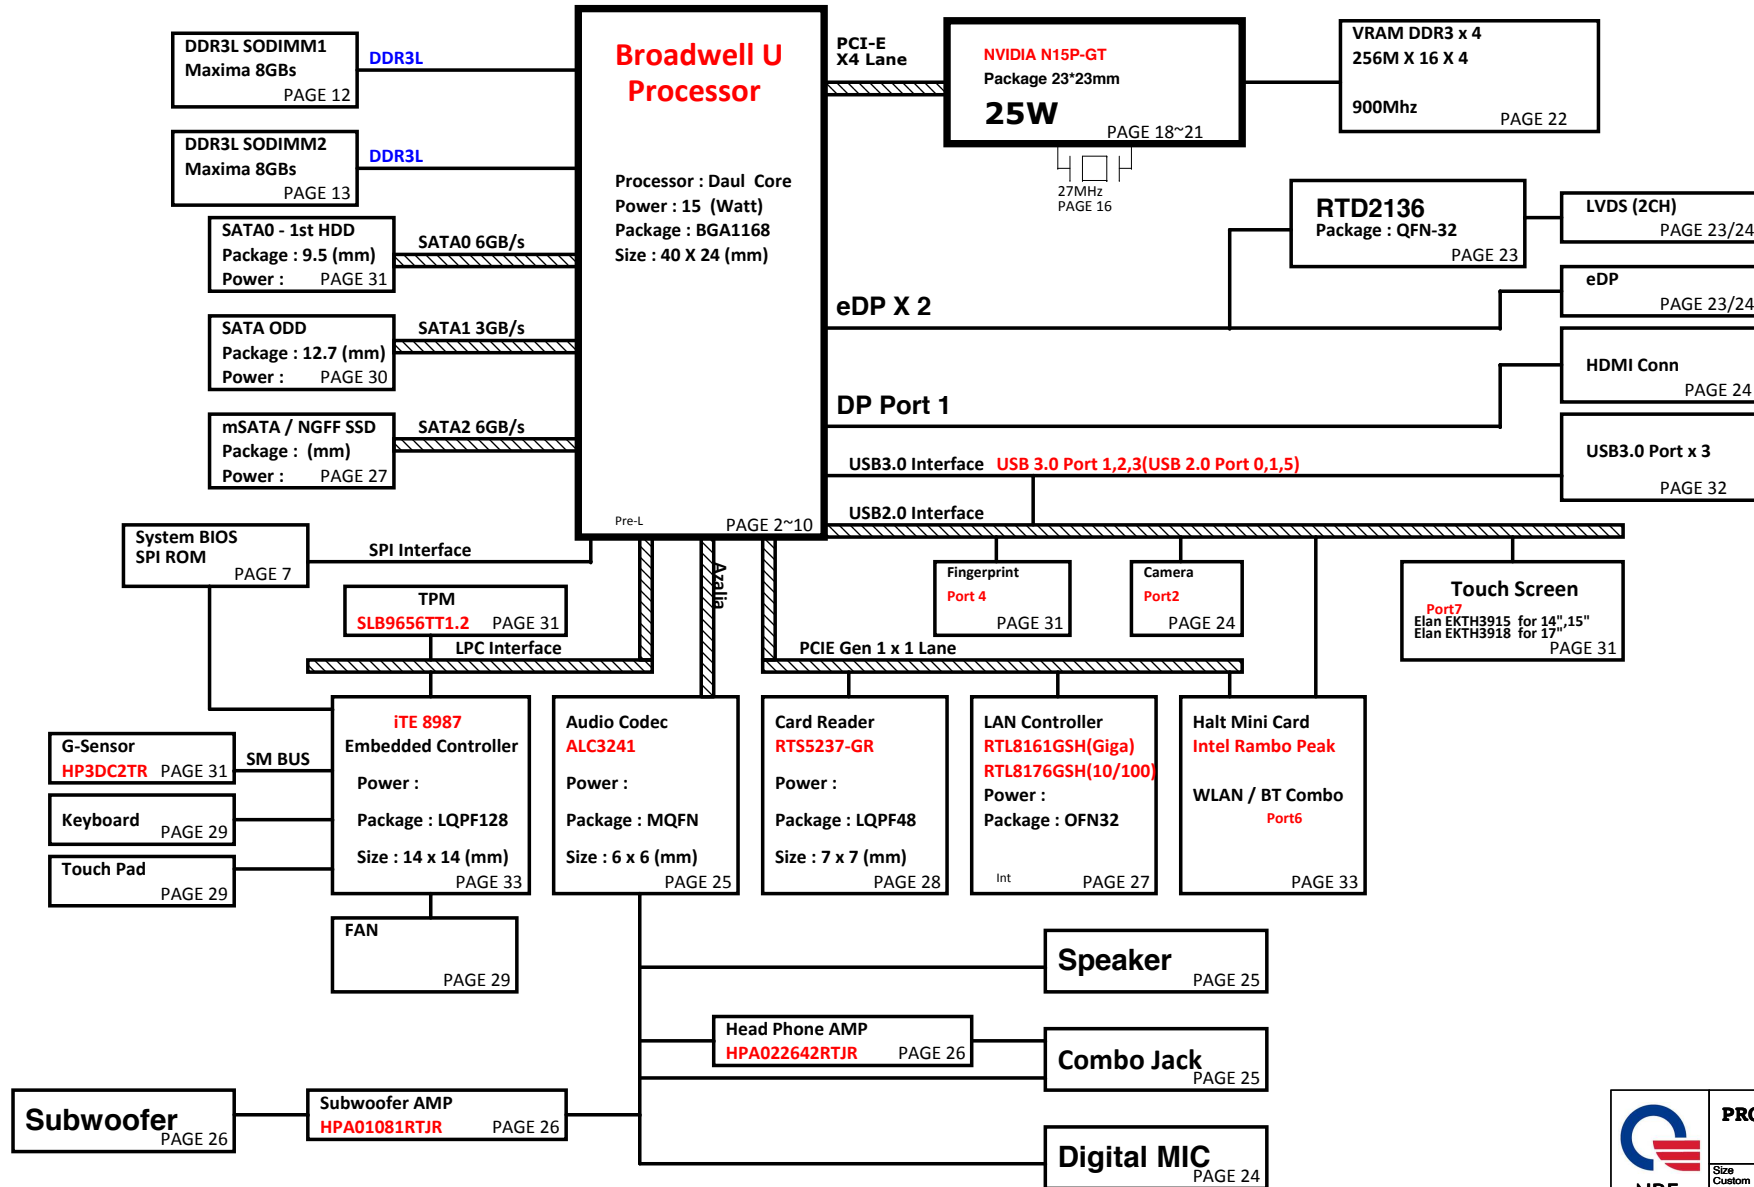 DDR3L SODIMM1
Maxima 8GBs
PAGE 12
DDR3L
DDR3L SODIMM2
Maxima 8GBs
PAGE 13
DDR3L
SATA0 - 1st HDD
Package : 9.5 (mm)
Power : PAGE 31
SATA0 6GB/s
SATA ODD
Package : 12.7 (mm)
Power : PAGE 30
SATA1 3GB/s
mSATA / NGFF SSD
Package : (mm)
Power : PAGE 27
SATA2 6GB/s
Broadwell U
Processor
Processor : Daul Core
Power : 15 (Watt)
Package : BGA1168
Size : 40 X 24 (mm)
Pre-L
PAGE 2~10
PCI-E
X4 Lane
NVIDIA N15P-GT
Package 23*23mm
25W
PAGE 18~21
27MHz
PAGE 16
VRAM DDR3 x 4
256M X 16 X 4
900Mhz
PAGE 22
RTD2136
Package : QFN-32
PAGE 23
LVDS (2CH)
PAGE 23/24
eDP X 2
eDP
PAGE 23/24
DP Port 1
HDMI Conn
PAGE 24
USB3.0 Interface USB 3.0 Port 1,2,3(USB 2.0 Port 0,1,5)
USB3.0 Port x 3
PAGE 32
USB2.0 Interface
System BIOS
SPI ROM
PAGE 7
SPI Interface
TPM
SLB9656TT1.2 PAGE 31
LPC Interface
Azalia
Fingerprint
Port 4
PAGE 31
Camera
Port2
PAGE 24
Touch Screen
Port7
Elan EKTH3915 for 14",15"
Elan EKTH3918 for 17"
PAGE 31
PCIE Gen 1 x 1 Lane
G-Sensor
HP3DC2TR PAGE 31
SM BUS
Keyboard
PAGE 29
Touch Pad
PAGE 29
iTE 8987
Embedded Controller
Power :
Package : LQPF128
Size : 14 x 14 (mm)
PAGE 33
Audio Codec
ALC3241
Power :
Package : MQFN
Size : 6 x 6 (mm)
PAGE 25
Card Reader
RTS5237-GR
Power :
Package : LQPF48
Size : 7 x 7 (mm)
PAGE 28
LAN Controller
RTL8161GSH(Giga)
RTL8176GSH(10/100)
Power :
Package : OFN32
Int
PAGE 27
Halt Mini Card
Intel Rambo Peak
WLAN / BT Combo
Port6
PAGE 33
FAN
PAGE 29
Speaker
PAGE 25
Head Phone AMP
HPA022642RTJR PAGE 26
Combo Jack
PAGE 25
Subwoofer
PAGE 26
Subwoofer AMP
HPA01081RTJR PAGE 26
Digital MIC
PAGE 24
Size
Custom